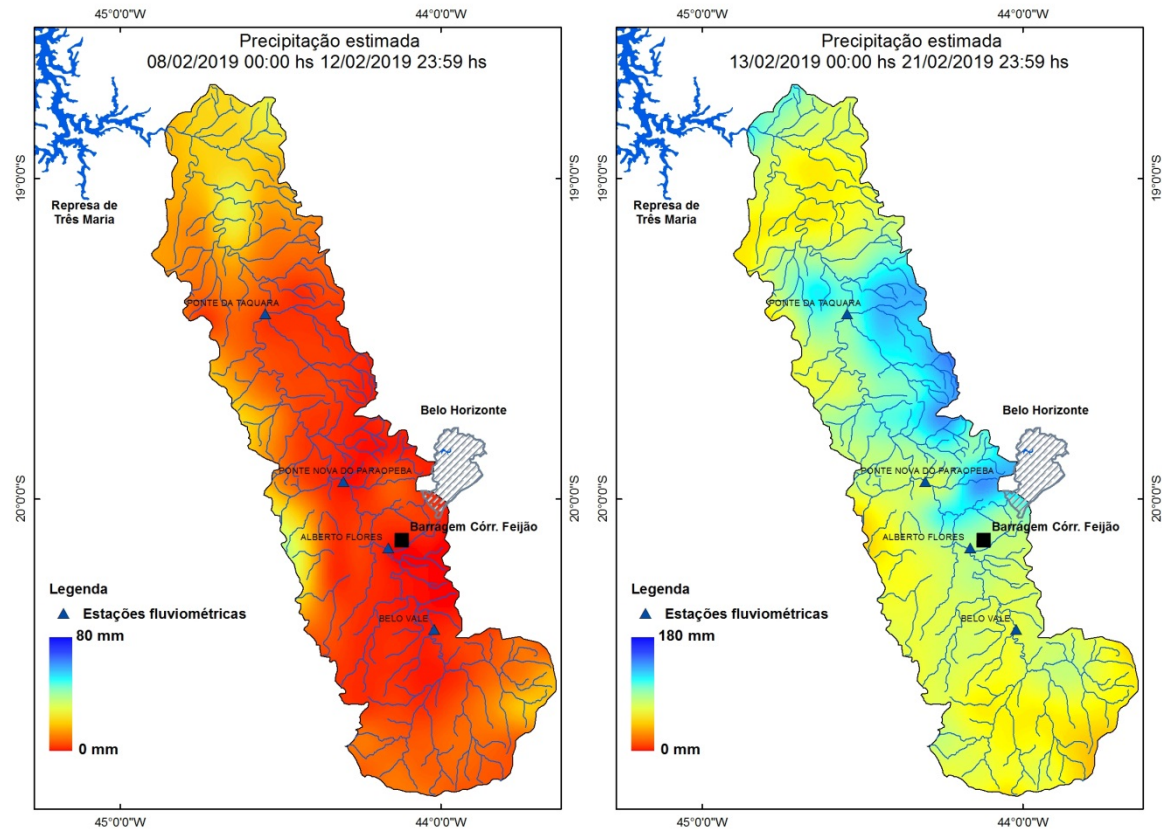 45°0'0"W
44°0'0"W
Precipitação estimada
08/02/2019 00:00 hs 12/02/2019 23:59 hs
19°0'0"S
19°0'0"S
Represa de
Três Maria
PONTE DA TAQUARA
Belo Horizonte
PONTE NOVA DO PARAOPEBA
20°0'0"S
20°0'0"S
Barragem Córr. Feijão
ALBERTO FLORES
Legenda
Estações fluviométricas
BELO VALE
80 mm
0 mm
45°0'0"W
44°0'0"W
45°0'0"W
44°0'0"W
Precipitação estimada
13/02/2019 00:00 hs 21/02/2019 23:59 hs
19°0'0"S
19°0'0"S
Represa de
Três Maria
PONTE DA TAQUARA
Belo Horizonte
PONTE NOVA DO PARAOPEBA
20°0'0"S
20°0'0"S
Barragem Córr. Feijão
ALBERTO FLORES
Legenda
Estações fluviométricas
BELO VALE
180 mm
0 mm
45°0'0"W
44°0'0"W